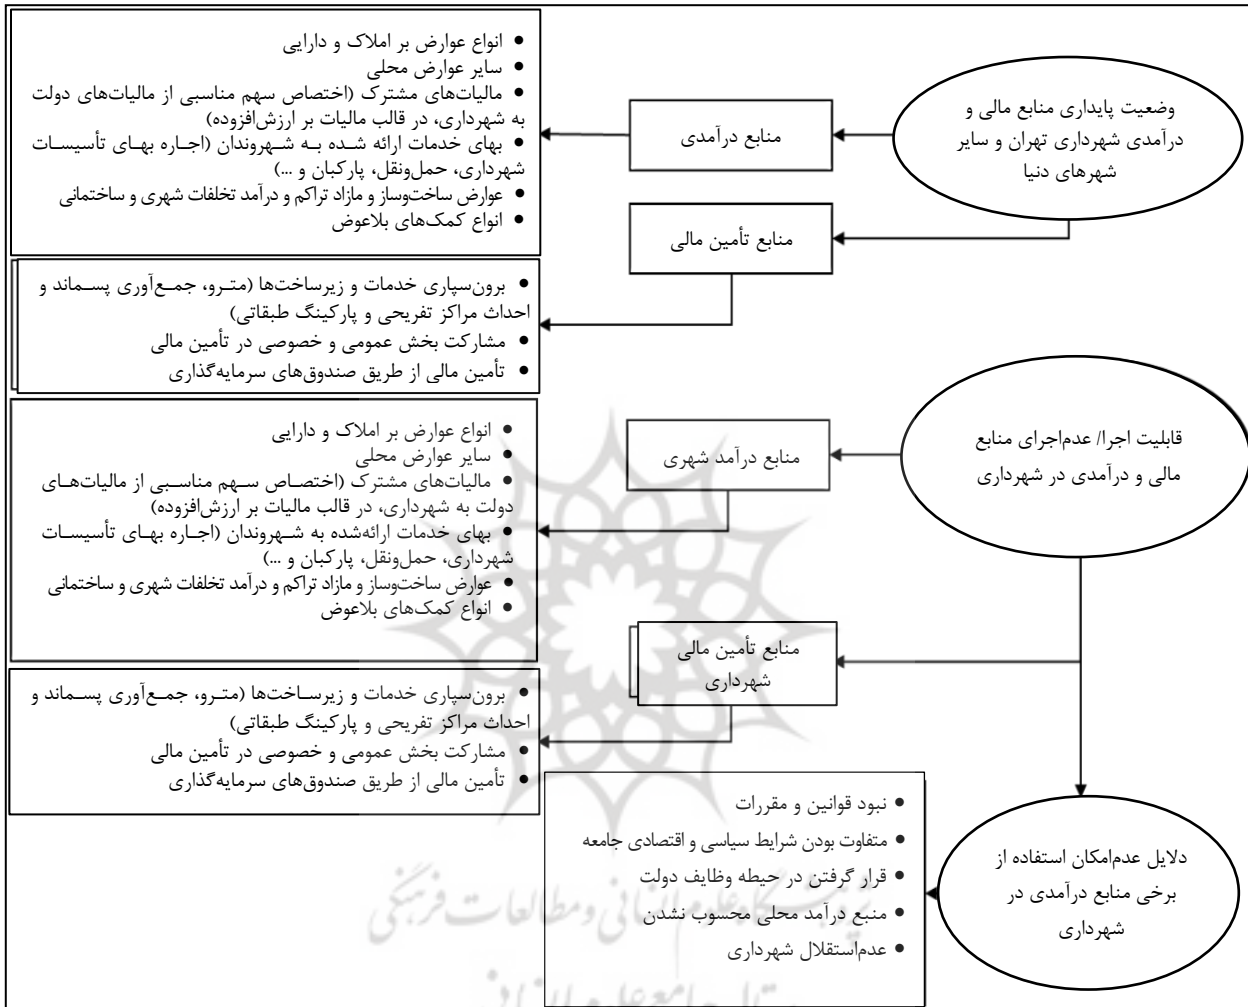 وضعیت پایداری منابع مالی و
درآمدی شهرداری تهران و سایر
شهرهای دنیا
منابع درآمدی
• انواع عوارض بر املاک و دارایی
• سایر عوارض محلی
• مالیات‌های مشترک (اختصاص سهم مناسبی از مالیات‌های دولت
به شهرداری، در قالب مالیات بر ارزش‌افزوده)
• بهای خدمات ارائه شده به شهروندان (اجاره بهای تأسیسات
شهرداری، حمل‌ونقل، پارکبان و ...)
• عوارض ساخت‌وساز و مازاد تراکم و درآمد تخلفات شهری و ساختمانی
• انواع کمک‌های بلاعوض
منابع تأمین مالی
• برون‌سپاری خدمات و زیرساخت‌ها (مترو، جمع‌آوری پسماند و
احداث مراکز تفریحی و پارکینگ طبقاتی)
• مشارکت بخش عمومی و خصوصی در تأمین مالی
• تأمین مالی از طریق صندوق‌های سرمایه‌گذاری
قابلیت اجرا/ عدم‌اجرای منابع
مالی و درآمدی در شهرداری
منابع درآمد شهری
• انواع عوارض بر املاک و دارایی
• سایر عوارض محلی
• مالیات‌های مشترک (اختصاص سهم مناسبی از مالیات‌های
دولت به شهرداری، در قالب مالیات بر ارزش‌افزوده)
• بهای خدمات ارائه‌شده به شهروندان (اجاره بهای تأسیسات
شهرداری، حمل‌ونقل، پارکبان و ...)
• عوارض ساخت‌وساز و مازاد تراکم و درآمد تخلفات شهری و ساختمانی
• انواع کمک‌های بلاعوض
منابع تأمین مالی
شهرداری
• برون‌سپاری خدمات و زیرساخت‌ها (مترو، جمع‌آوری پسماند و
احداث مراکز تفریحی و پارکینگ طبقاتی)
• مشارکت بخش عمومی و خصوصی در تأمین مالی
• تأمین مالی از طریق صندوق‌های سرمایه‌گذاری
دلایل عدم‌امکان استفاده از
برخی منابع درآمدی در
شهرداری
• نبود قوانین و مقررات
• متفاوت بودن شرایط سیاسی و اقتصادی جامعه
• قرار گرفتن در حیطه وظایف دولت
• منبع درآمد محلی محسوب نشدن
• عدم‌استقلال شهرداری
پژوهشگاه علوم انسانی و مطالعات فرهنگی